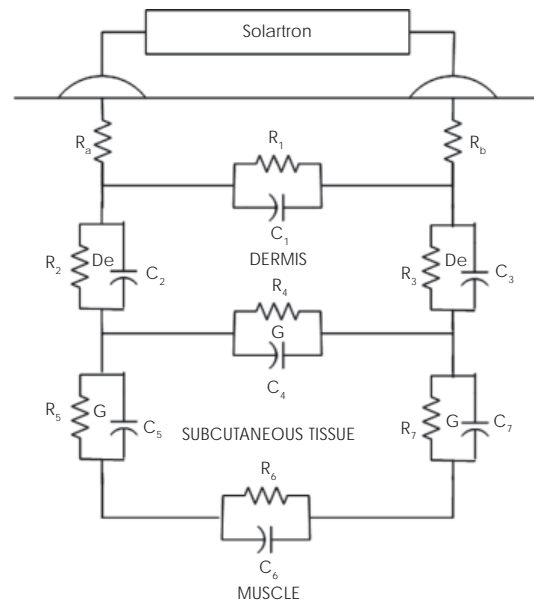 Solartron
Rₐ
R₁
R_b
C₁
R₂
De
C₂
DERMIS
R₃
De
C₃
R₄
G
C₄
R₅
G
C₅
SUBCUTANEOUS TISSUE
R₇
G
C₇
R₆
C₆
MUSCLE